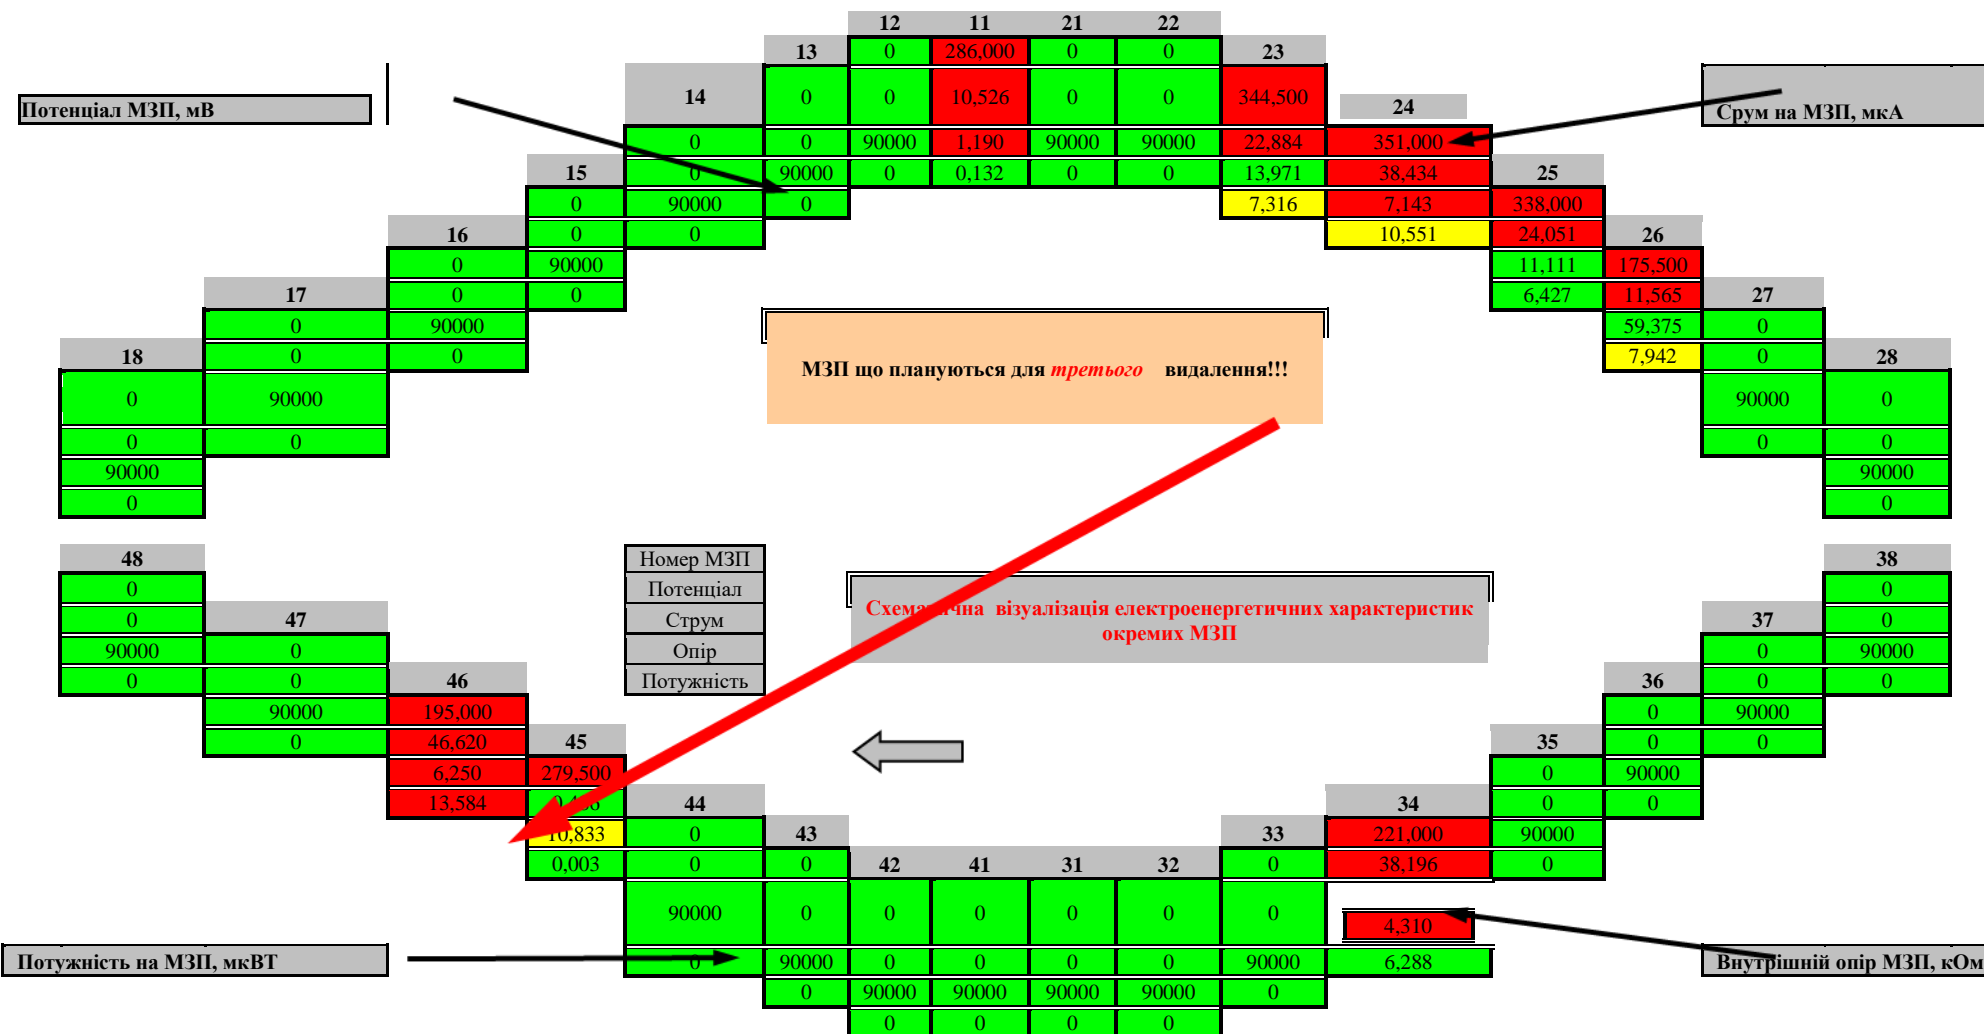 12 11 21 22
13 0 286,000 0 0 23
14 0 0 10,526 0 0 344,500 24
Потенціал МЗП, мВ
Срум на МЗП, мкА
0 0 90000 1,190 90000 90000 22,884 351,000
15 0 90000 0 0,132 0 0 13,971 38,434 25
0 90000 0 7,316 7,143 338,000
16 0 0 10,551 24,051 26
0 90000 11,111 175,500
17 0 0 6,427 11,565 27
0 90000 59,375 0
18 0 0 7,942 0 28
МЗП що плануються для третього видалення!!!
0 90000 90000 0
0 0 0 0
90000 90000
0 0
48 Номер МЗП 38
0 Потенціал 0
0 47 Струм 37 0
Схематична візуалізація електроенергетичних характеристик
окремих МЗП
90000 0 Опір 0 90000
0 0 46 Потужність 36 0 0
90000 195,000 0 90000
0 46,620 45 35 0 0
6,250 279,500 0 90000
13,584 44 34 0 0
10,833 0 43 33 221,000 90000
0,003 0 0 42 41 31 32 0 38,196 0
90000 0 0 0 0 0 0 4,310
Потужність на МЗП, мкВТ
0 90000 0 0 0 0 90000 6,288
Внутрішній опір МЗП, кОм
0 90000 90000 90000 90000 0
0 0 0 0